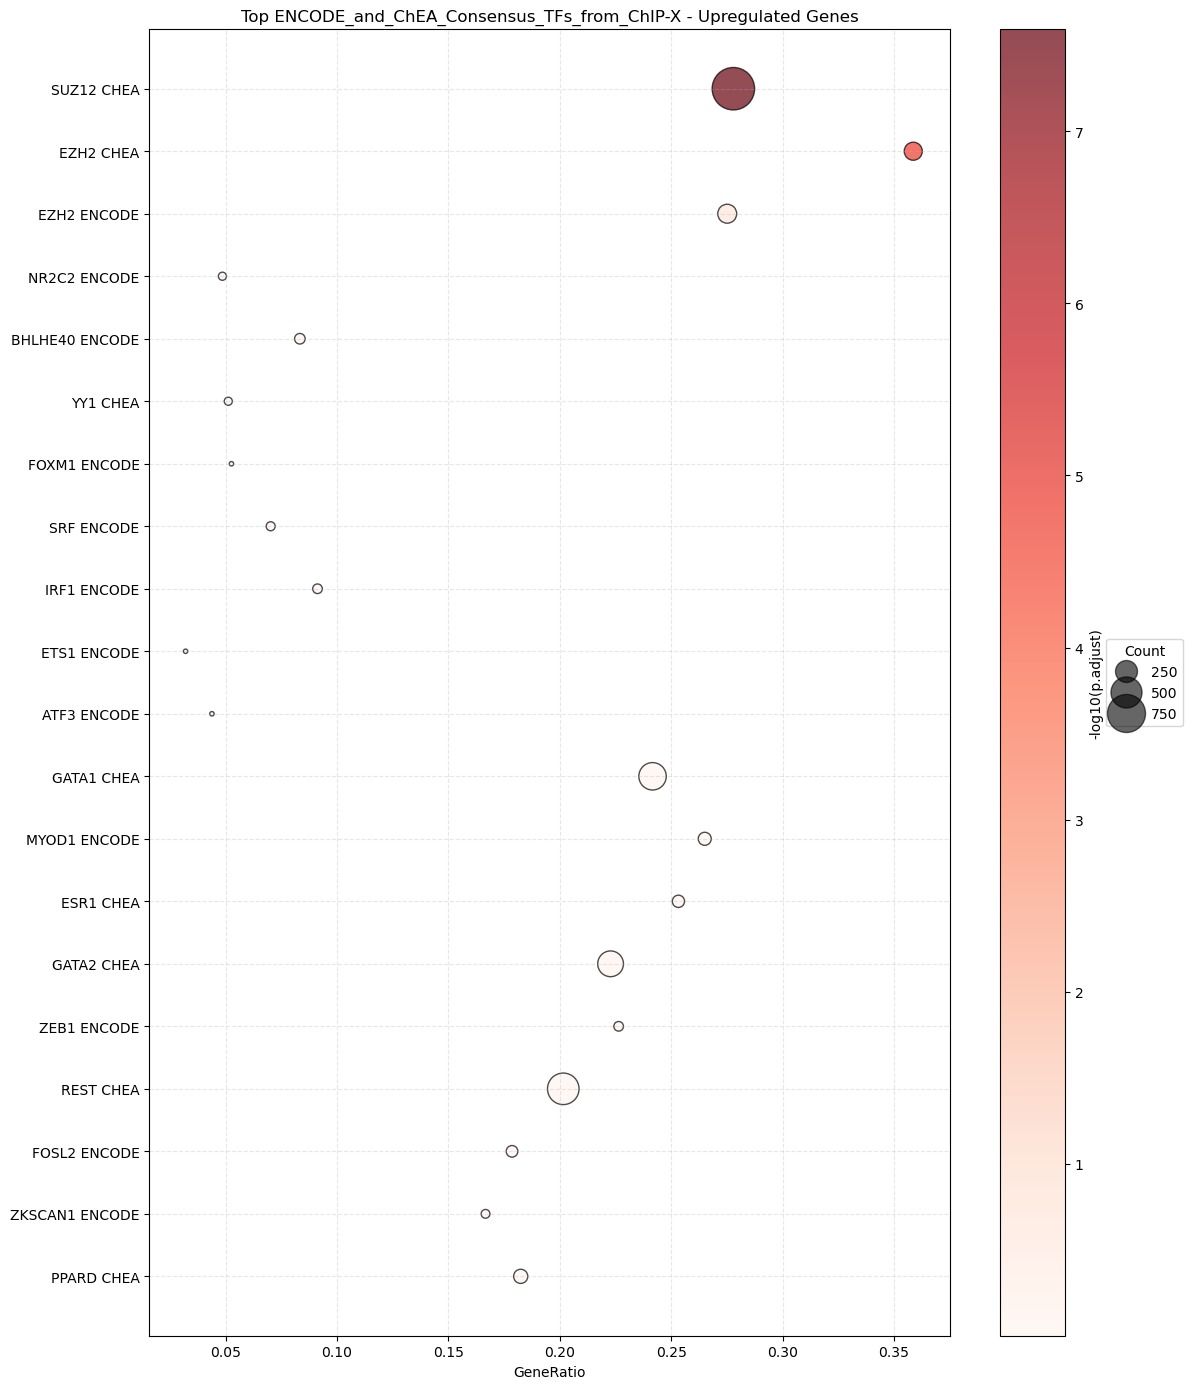 Top ENCODE_and_ChEA_Consensus_TFs_from_ChIP-X - Upregulated Genes
SUZ12 CHEA
EZH2 CHEA
EZH2 ENCODE
NR2C2 ENCODE
BHLHE40 ENCODE
YY1 CHEA
FOXM1 ENCODE
SRF ENCODE
IRF1 ENCODE
ETS1 ENCODE
ATF3 ENCODE
GATA1 CHEA
MYOD1 ENCODE
ESR1 CHEA
GATA2 CHEA
ZEB1 ENCODE
REST CHEA
FOSL2 ENCODE
ZKSCAN1 ENCODE
PPARD CHEA
0.05 0.10 0.15 0.20 0.25 0.30 0.35
GeneRatio
7
6
5
4
3
2
1
-log10(p.adjust)
Count
250
500
750